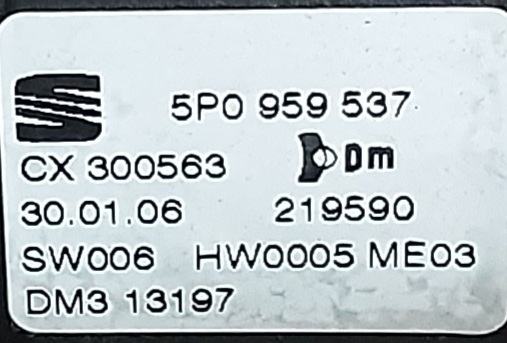 5P0 959 537
CX 300563 Dm
30.01.06 219590
SW006 HW0005 ME03
DM3 13197